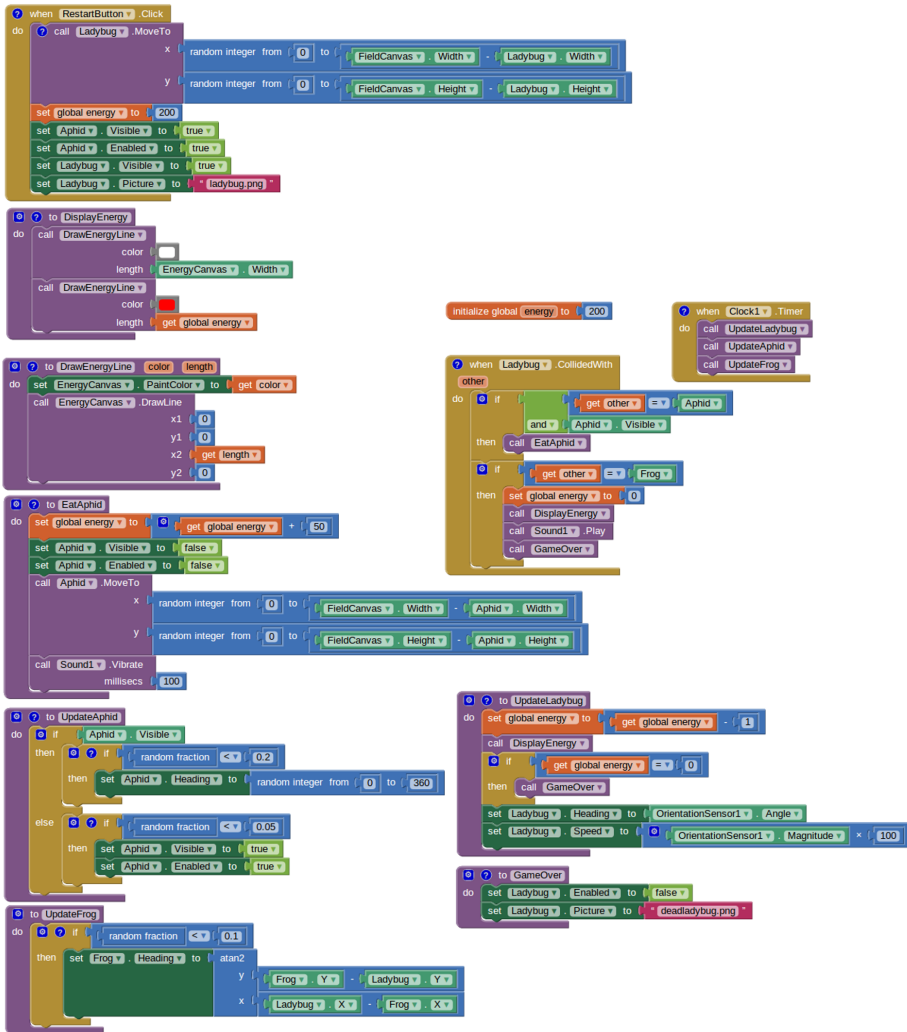 when RestartButton .Click
do call Ladybug .MoveTo
x random integer from 0 to FieldCanvas . Width - Ladybug . Width
y random integer from 0 to FieldCanvas . Height - Ladybug . Height
set global energy to 200
set Aphid . Visible to true
set Aphid . Enabled to true
set Ladybug . Visible to true
set Ladybug . Picture to " ladybug.png "
to DisplayEnergy
do call DrawEnergyLine
color
length EnergyCanvas . Width
call DrawEnergyLine
color
length get global energy
to DrawEnergyLine color length
do set EnergyCanvas . PaintColor to get color
call EnergyCanvas .DrawLine
x1 0
y1 0
x2 get length
y2 0
to EatAphid
do set global energy to get global energy + 50
set Aphid . Visible to false
set Aphid . Enabled to false
call Aphid .MoveTo
x random integer from 0 to FieldCanvas . Width - Aphid . Width
y random integer from 0 to FieldCanvas . Height - Aphid . Height
call Sound1 .Vibrate
millisecs 100
to UpdateAphid
do if Aphid . Visible
then if random fraction < 0.2
then set Aphid . Heading to random integer from 0 to 360
else if random fraction < 0.05
then set Aphid . Visible to true
set Aphid . Enabled to true
to UpdateFrog
do if random fraction < 0.1
then set Frog . Heading to atan2
y Frog . Y - Ladybug . Y
x Ladybug . X - Frog . X
initialize global energy to 200
when Clock1 .Timer
do call UpdateLadybug
call UpdateAphid
call UpdateFrog
when Ladybug .CollidedWith
other
do if get other = Aphid
and Aphid . Visible
then call EatAphid
if get other = Frog
then set global energy to 0
call DisplayEnergy
call Sound1 .Play
call GameOver
to UpdateLadybug
do set global energy to get global energy - 1
call DisplayEnergy
if get global energy = 0
then call GameOver
set Ladybug . Heading to OrientationSensor1 . Angle
set Ladybug . Speed to OrientationSensor1 . Magnitude × 100
to GameOver
do set Ladybug . Enabled to false
set Ladybug . Picture to " deadladybug.png "